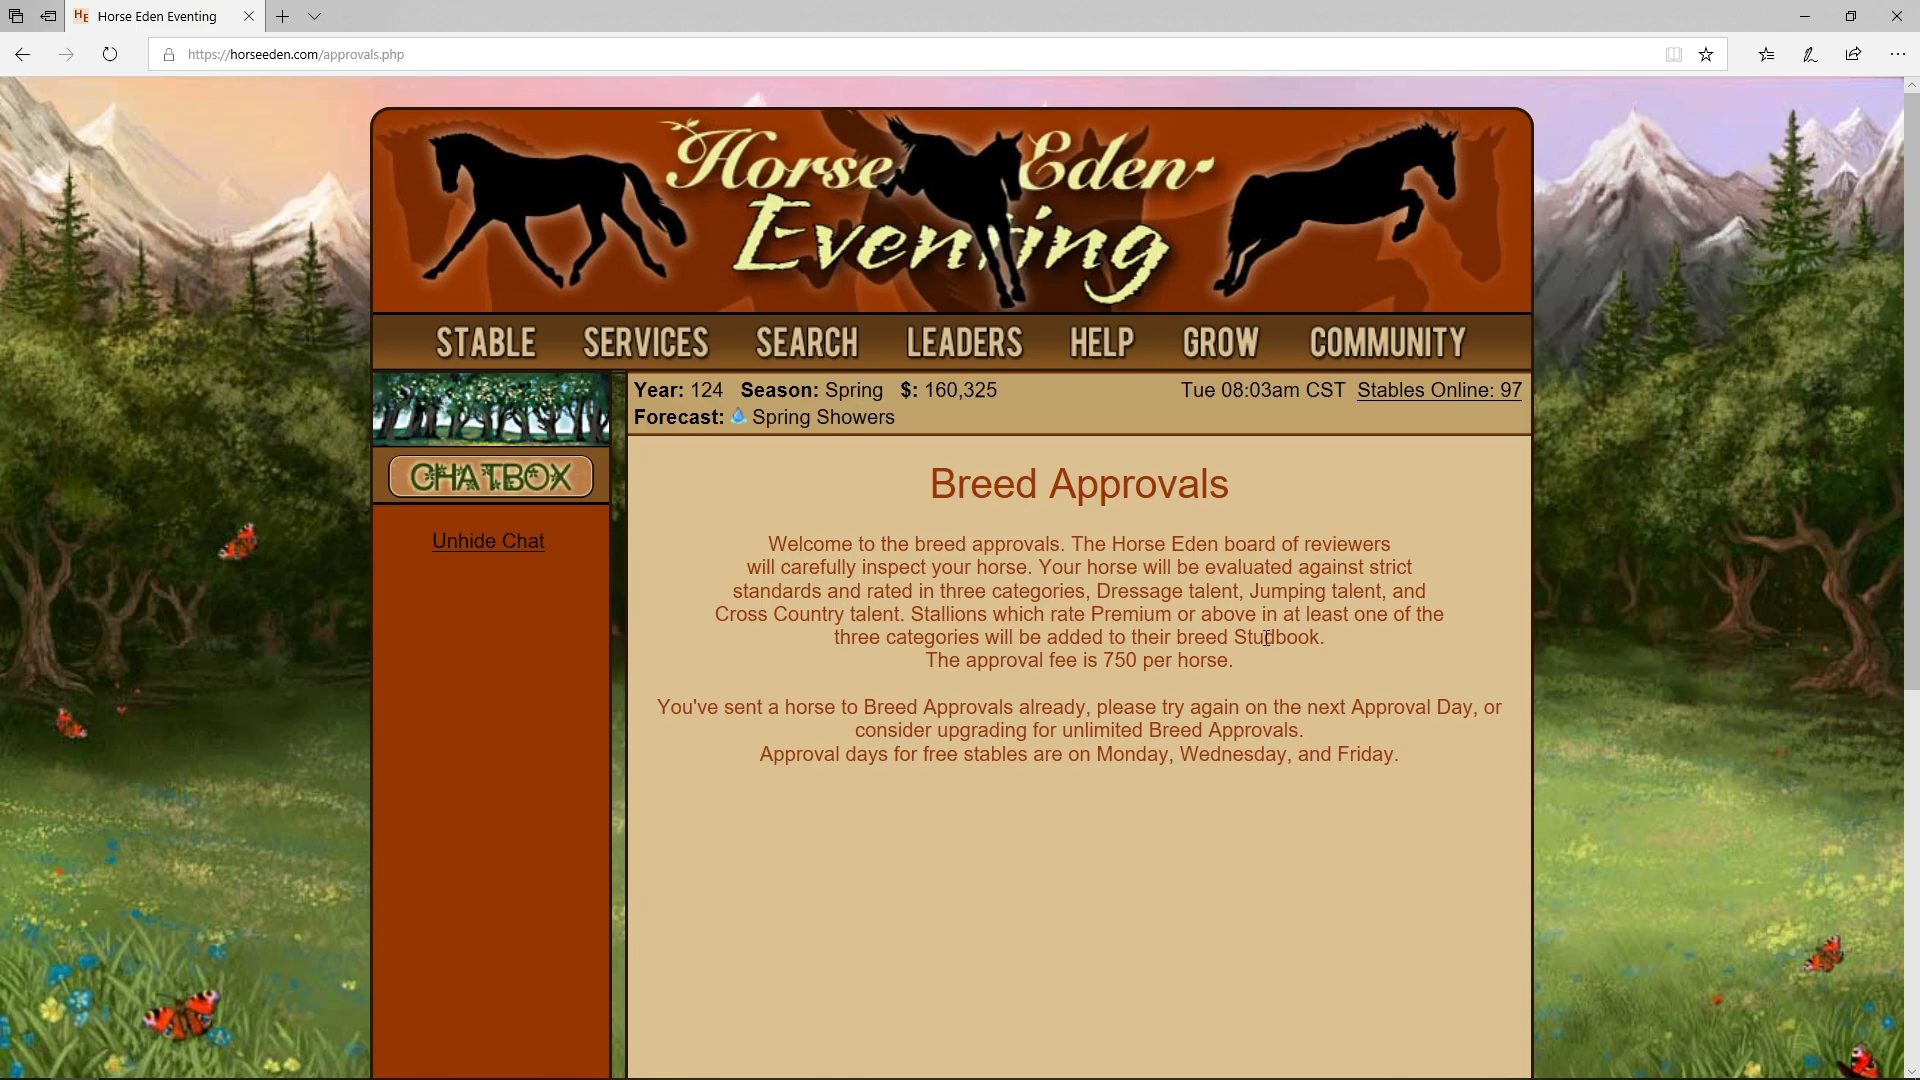 Horse Eden Eventing
https://horseeden.com/approvals.php
Horse Eden
Eventing
STABLE SERVICES SEARCH LEADERS HELP GROW COMMUNITY
Year: 124 Season: Spring $: 160,325 Tue 08:03am CST Stables Online: 97
Forecast: Spring Showers
CHATBOX
Unhide Chat
Breed Approvals
Welcome to the breed approvals. The Horse Eden board of reviewers
will carefully inspect your horse. Your horse will be evaluated against strict
standards and rated in three categories, Dressage talent, Jumping talent, and
Cross Country talent. Stallions which rate Premium or above in at least one of the
three categories will be added to their breed Studbook.
The approval fee is 750 per horse.
You've sent a horse to Breed Approvals already, please try again on the next Approval Day, or
consider upgrading for unlimited Breed Approvals.
Approval days for free stables are on Monday, Wednesday, and Friday.